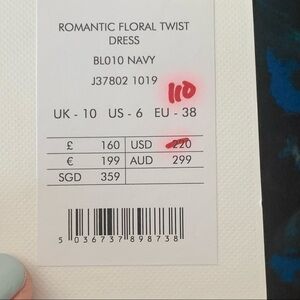 ROMANTIC FLORAL TWIST
DRESS
BL010 NAVY
J37802 1019
110
UK - 10 US - 6 EU - 38
£ 160 USD 220
€ 199 AUD 299
SGD 359
5 036737 898738